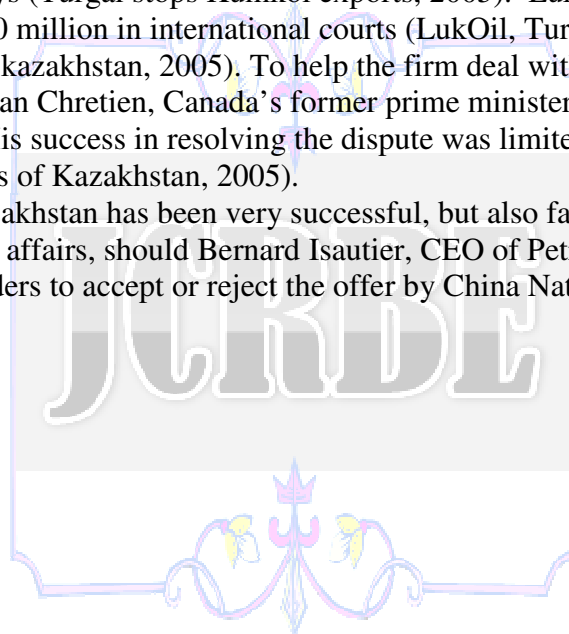 ys (Turgai stops Kumkol exports, 2005). Luk
0 million in international courts (LukOil, Tur
kazakhstan, 2005). To help the firm deal wit
an Chretien, Canada's former prime minister
is success in resolving the dispute was limite
s of Kazakhstan, 2005).
akhstan has been very successful, but also fa
affairs, should Bernard Isautier, CEO of Pet
ders to accept or reject the offer by China Nat
JCRBE